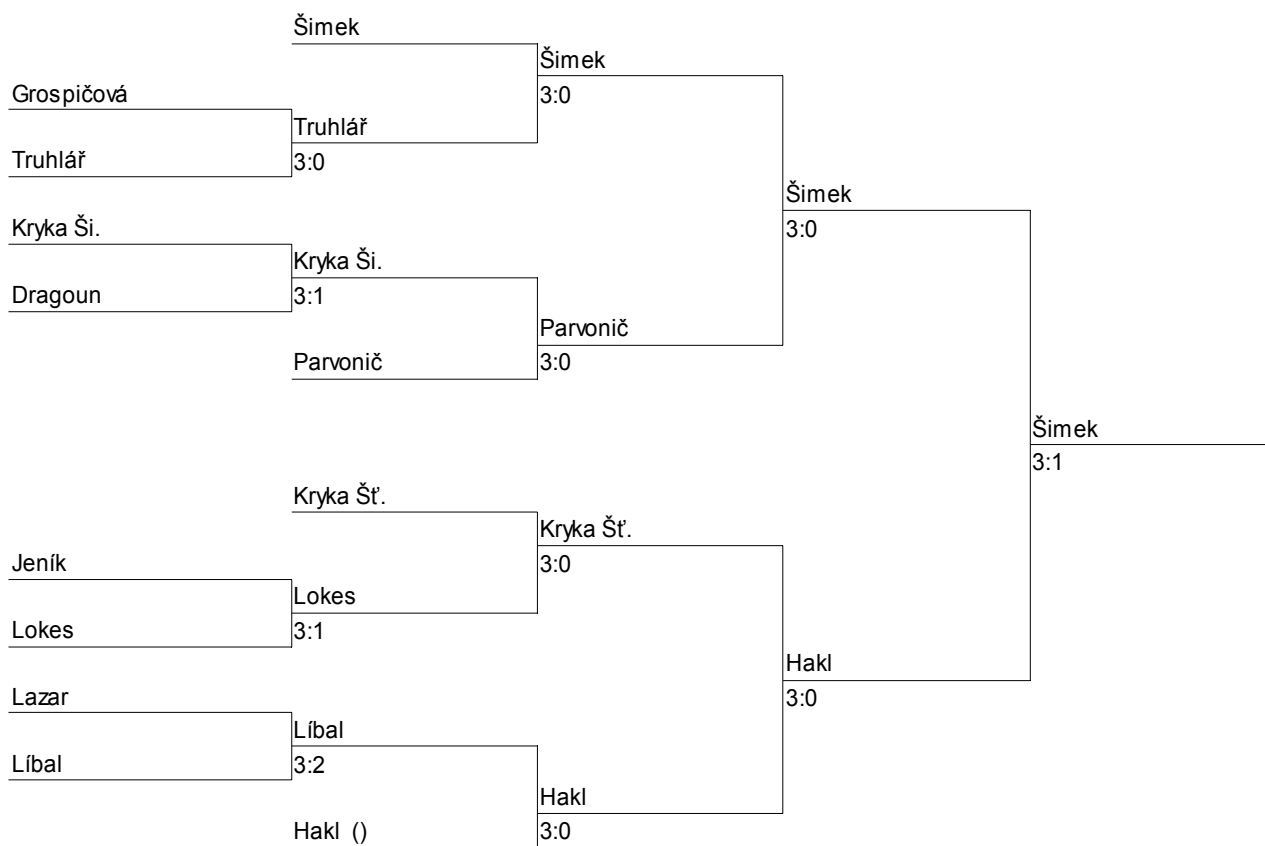 Šimek
Šimek
Grospičová
3:0
Truhlář
Truhlář
3:0
Šimek
Kryka Ši.
3:0
Kryka Ši.
Dragoun
3:1
Parvonič
Parvonič
3:0
Šimek
3:1
Kryka Šť.
Kryka Šť.
Jeník
3:0
Lokes
Lokes
3:1
Hakl
Lazar
3:0
Líbal
Líbal
3:2
Hakl
Hakl ()
3:0